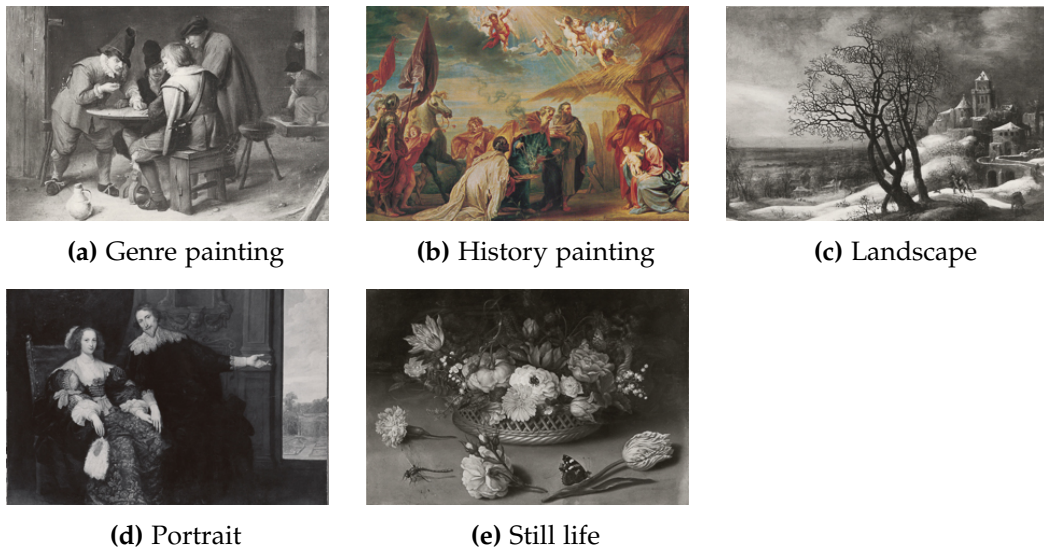 (a) Genre painting
(b) History painting
(c) Landscape
(d) Portrait
(e) Still life